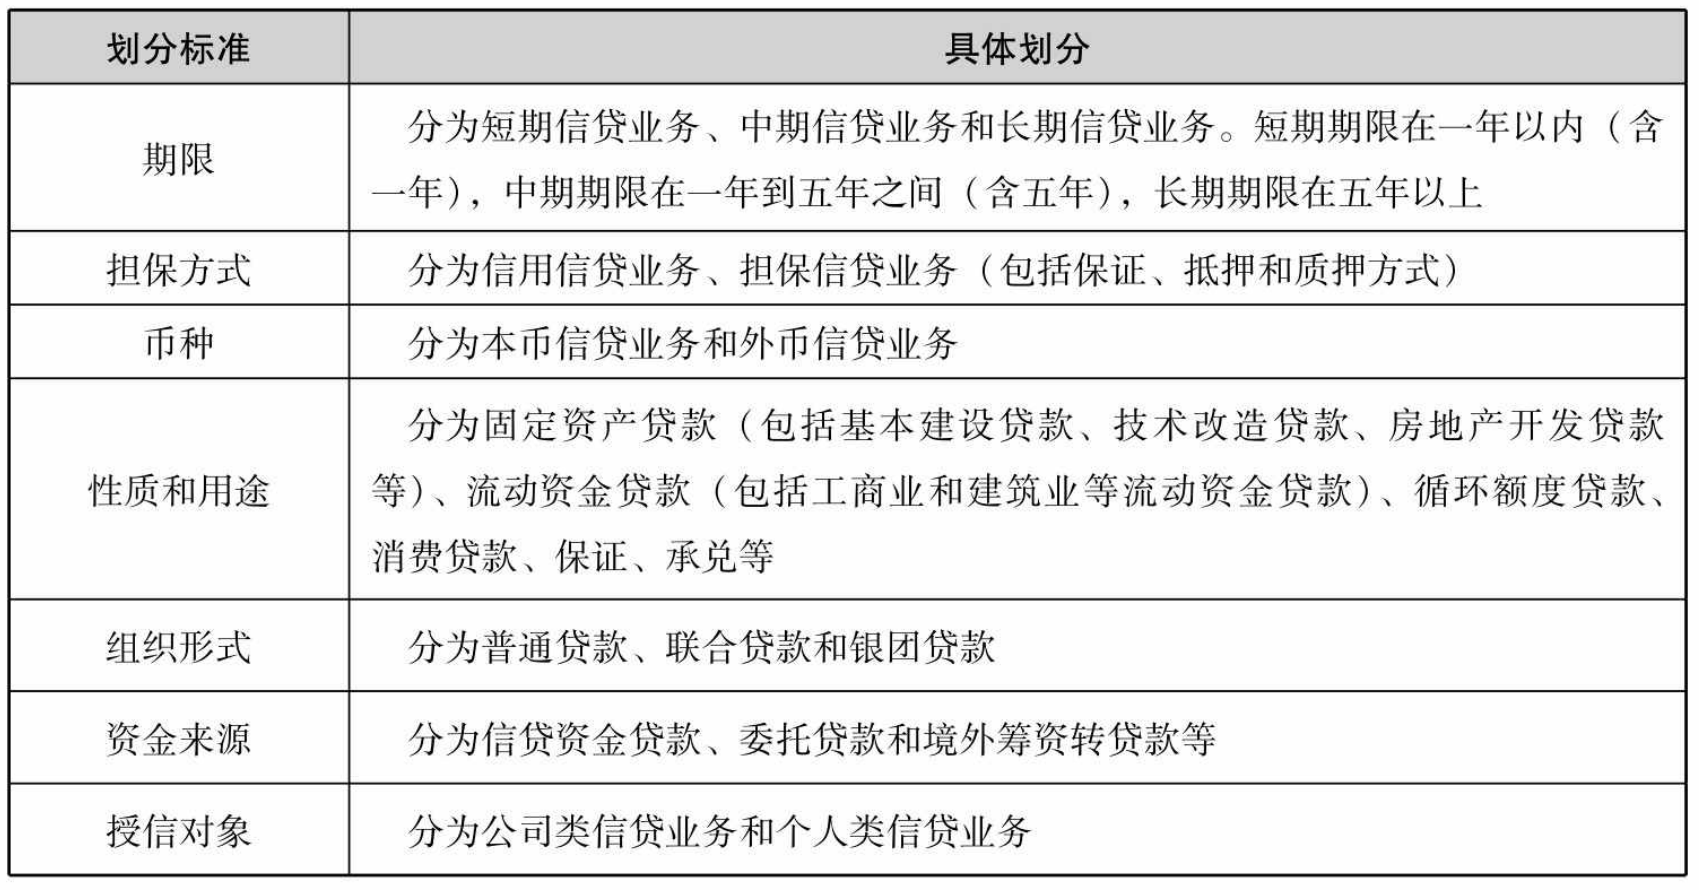 划分标准 具体划分
期限
分为短期信贷业务、中期信贷业务和长期信贷业务。短期期限在一年以内（含
一年），中期期限在一年到五年之间（含五年），长期期限在五年以上
担保方式 分为信用信贷业务、担保信贷业务（包括保证、抵押和质押方式）
币种 分为本币信贷业务和外币信贷业务
性质和用途
分为固定资产贷款（包括基本建设贷款、技术改造贷款、房地产开发贷款
等）、流动资金贷款（包括工商业和建筑业等流动资金贷款）、循环额度贷款、
消费贷款、保证、承兑等
组织形式 分为普通贷款、联合贷款和银团贷款
资金来源 分为信贷资金贷款、委托贷款和境外筹资转贷款等
授信对象 分为公司类信贷业务和个人类信贷业务